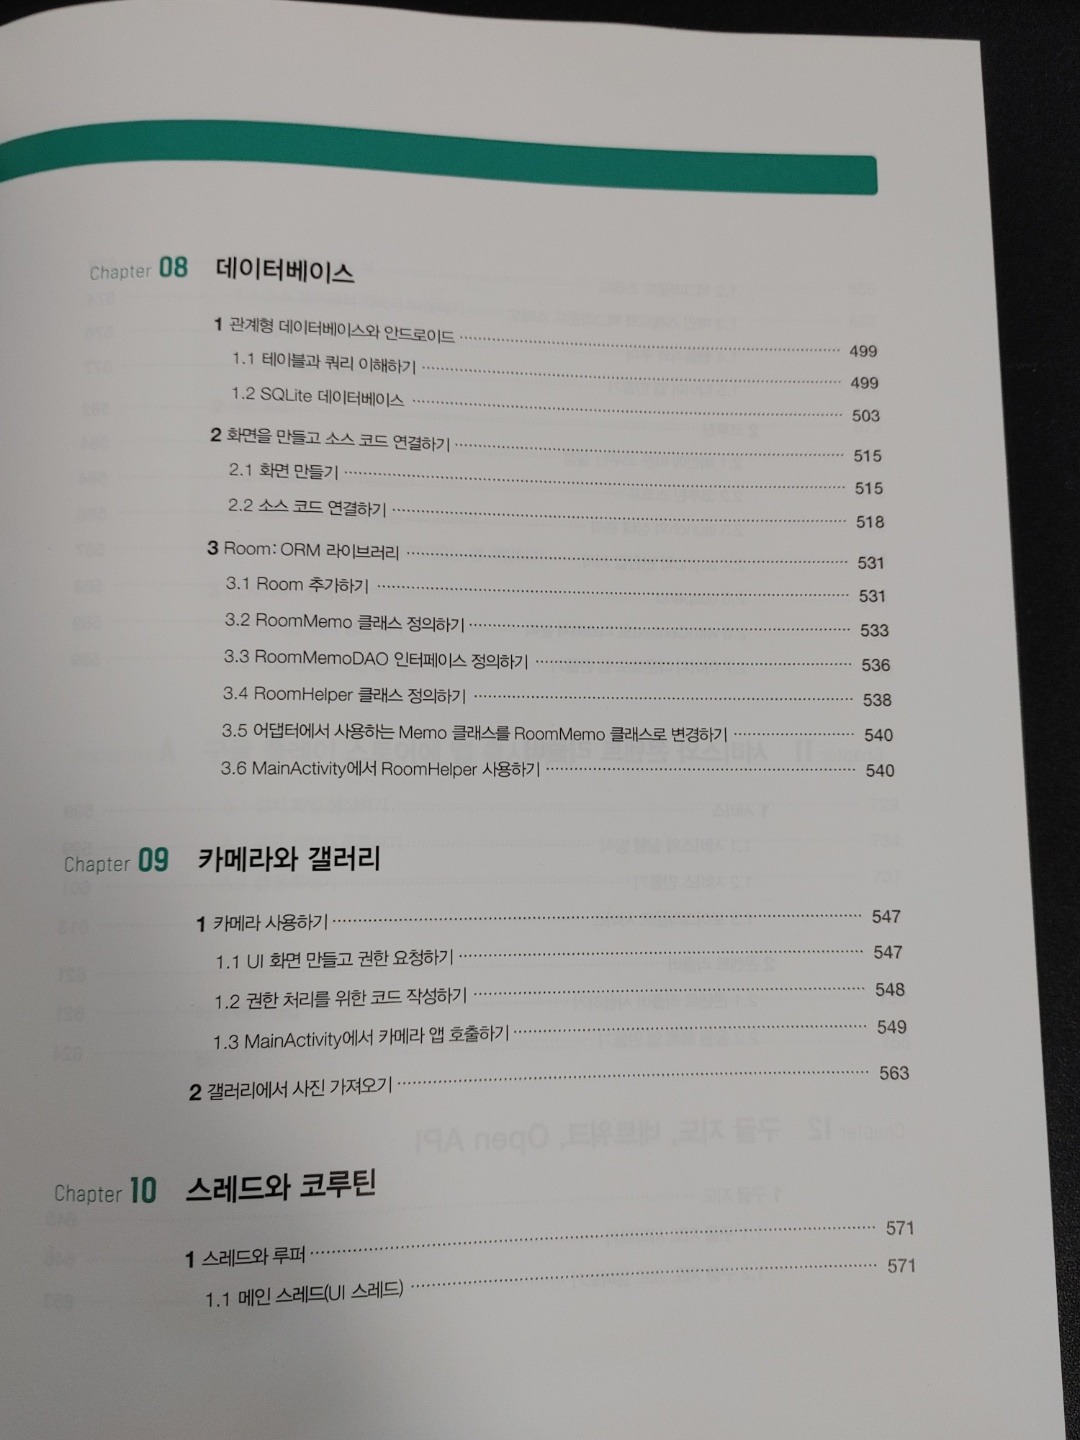 Chapter 08 데이터베이스
1 관계형 데이터베이스와 안드로이드 499
1.1 테이블과 쿼리 이해하기 499
1.2 SQLite 데이터베이스 503
2 화면을 만들고 소스 코드 연결하기 515
2.1 화면 만들기 515
2.2 소스 코드 연결하기 518
3 Room: ORM 라이브러리 531
3.1 Room 추가하기 531
3.2 RoomMemo 클래스 정의하기 533
3.3 RoomMemoDAO 인터페이스 정의하기 536
3.4 RoomHelper 클래스 정의하기 538
3.5 어댑터에서 사용하는 Memo 클래스를 RoomMemo 클래스로 변경하기 540
3.6 MainActivity에서 RoomHelper 사용하기 540
Chapter 09 카메라와 갤러리
1 카메라 사용하기 547
1.1 UI 화면 만들고 권한 요청하기 547
1.2 권한 처리를 위한 코드 작성하기 548
1.3 MainActivity에서 카메라 앱 호출하기 549
2 갤러리에서 사진 가져오기 563
Chapter 10 스레드와 코루틴
1 스레드와 루퍼 571
1.1 메인 스레드(UI 스레드) 571